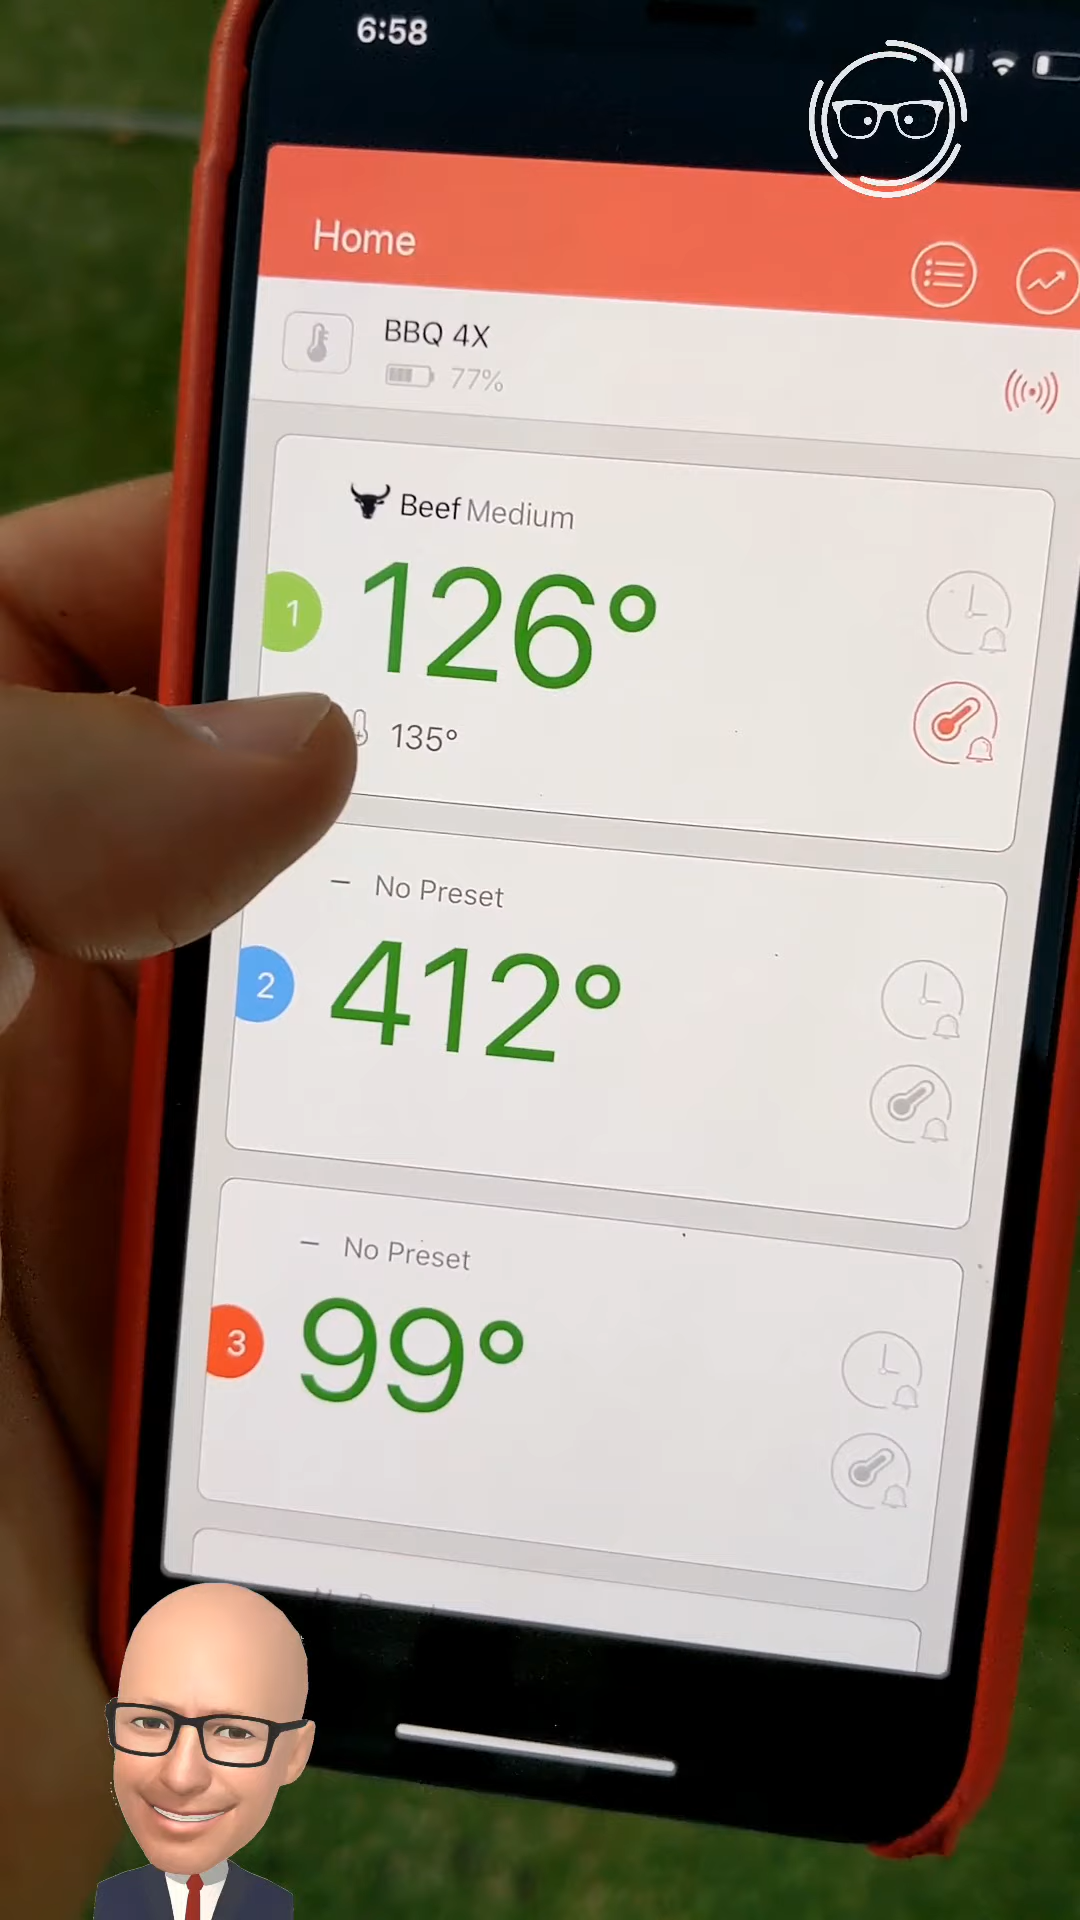 6:58
Home
BBQ 4X
77%
Beef Medium
1
126°
135°
– No Preset
2
412°
– No Preset
3
99°